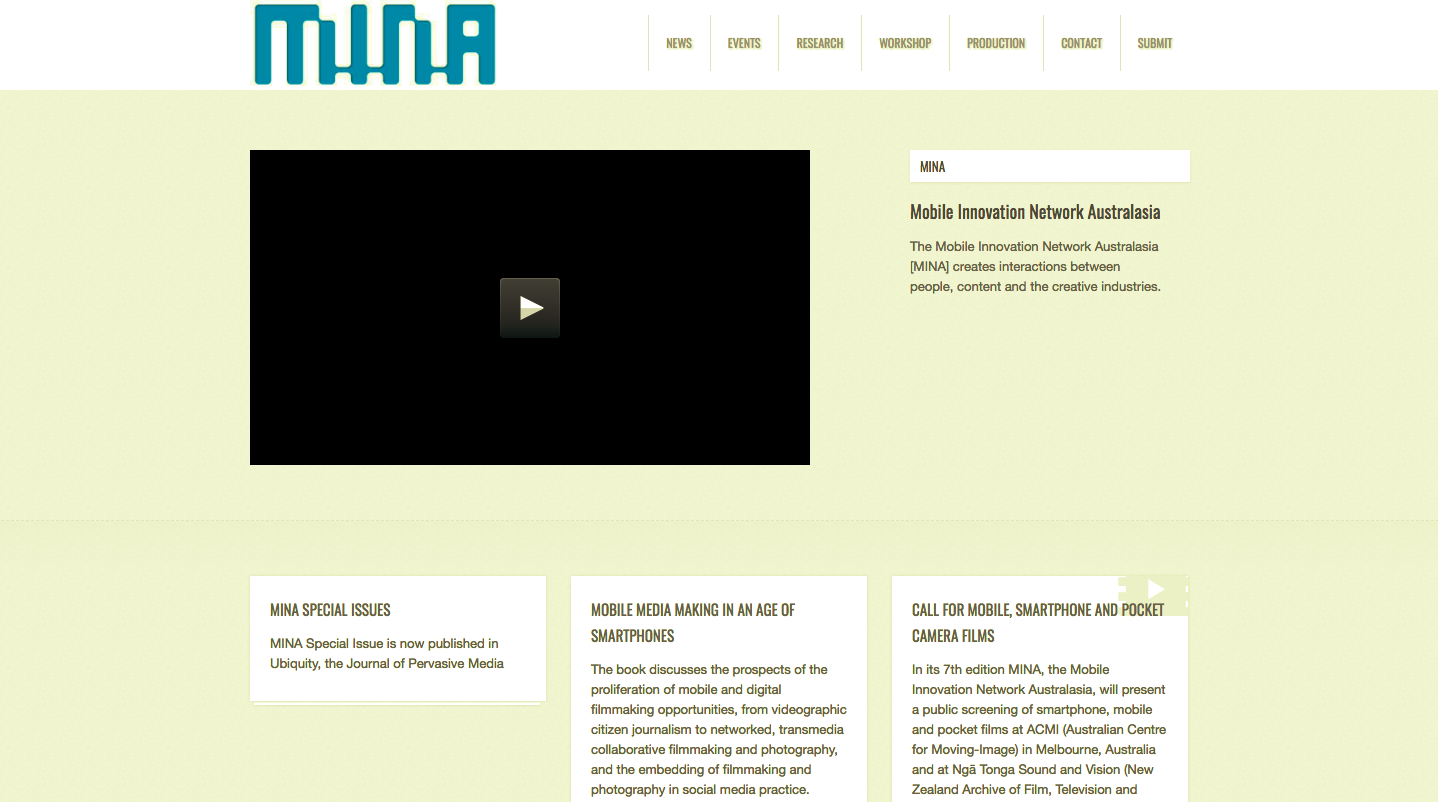 MINA
NEWS
EVENTS
RESEARCH
WORKSHOP
PRODUCTION
CONTACT
SUBMIT
MINA
Mobile Innovation Network Australasia
The Mobile Innovation Network Australasia
[MINA] creates interactions between
people, content and the creative industries.
MINA SPECIAL ISSUES
MINA Special Issue is now published in
Ubiquity, the Journal of Pervasive Media
MOBILE MEDIA MAKING IN AN AGE OF
SMARTPHONES
The book discusses the prospects of the
proliferation of mobile and digital
filmmaking opportunities, from videographic
citizen journalism to networked, transmedia
collaborative filmmaking and photography,
and the embedding of filmmaking and
photography in social media practice.
CALL FOR MOBILE, SMARTPHONE AND POCKET
CAMERA FILMS
In its 7th edition MINA, the Mobile
Innovation Network Australasia, will present
a public screening of smartphone, mobile
and pocket films at ACMI (Australian Centre
for Moving-Image) in Melbourne, Australia
and at Ngā Tonga Sound and Vision (New
Zealand Archive of Film, Television and